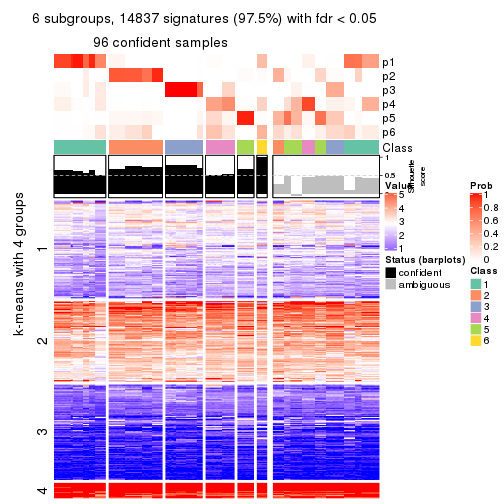 6 subgroups, 14837 signatures (97.5%) with fdr < 0.05
96 confident samples
p1
p2
p3
p4
p5
p6
Class
1
0.5
0
Silhouette
score
k-means with 4 groups
1
2
3
4
Value
5
4
3
2
1
Status (barplots)
confident
ambiguous
Prob
1
0.8
0.6
0.4
0.2
0
Class
1
2
3
4
5
6